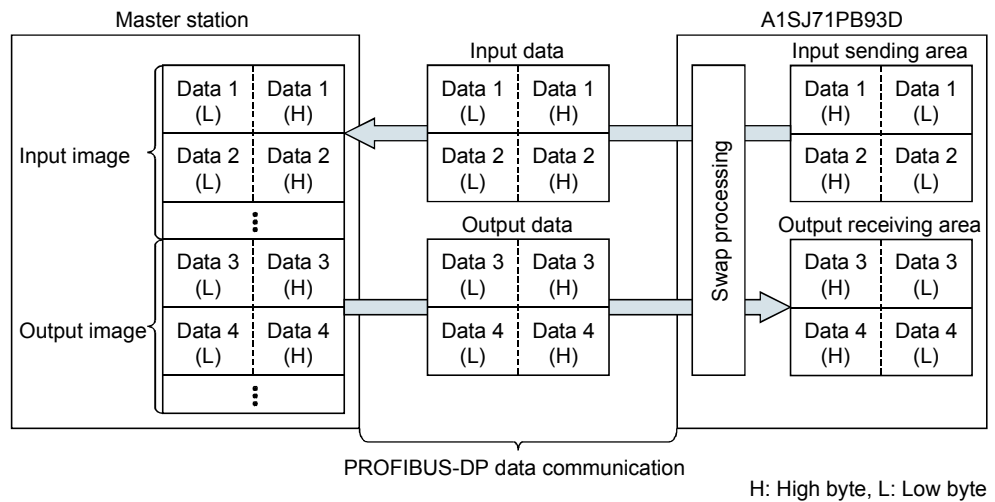 Master station
A1SJ71PB93D
Input data
Input sending area
Data 1 (L) Data 1 (H)
Data 2 (L) Data 2 (H)
Input image
Data 1 (L) Data 1 (H)
Data 2 (L) Data 2 (H)
Data 1 (H) Data 1 (L)
Data 2 (H) Data 2 (L)
Swap processing
Output data
Output receiving area
Data 3 (L) Data 3 (H)
Data 4 (L) Data 4 (H)
Output image
Data 3 (L) Data 3 (H)
Data 4 (L) Data 4 (H)
Data 3 (H) Data 3 (L)
Data 4 (H) Data 4 (L)
PROFIBUS-DP data communication
H: High byte, L: Low byte